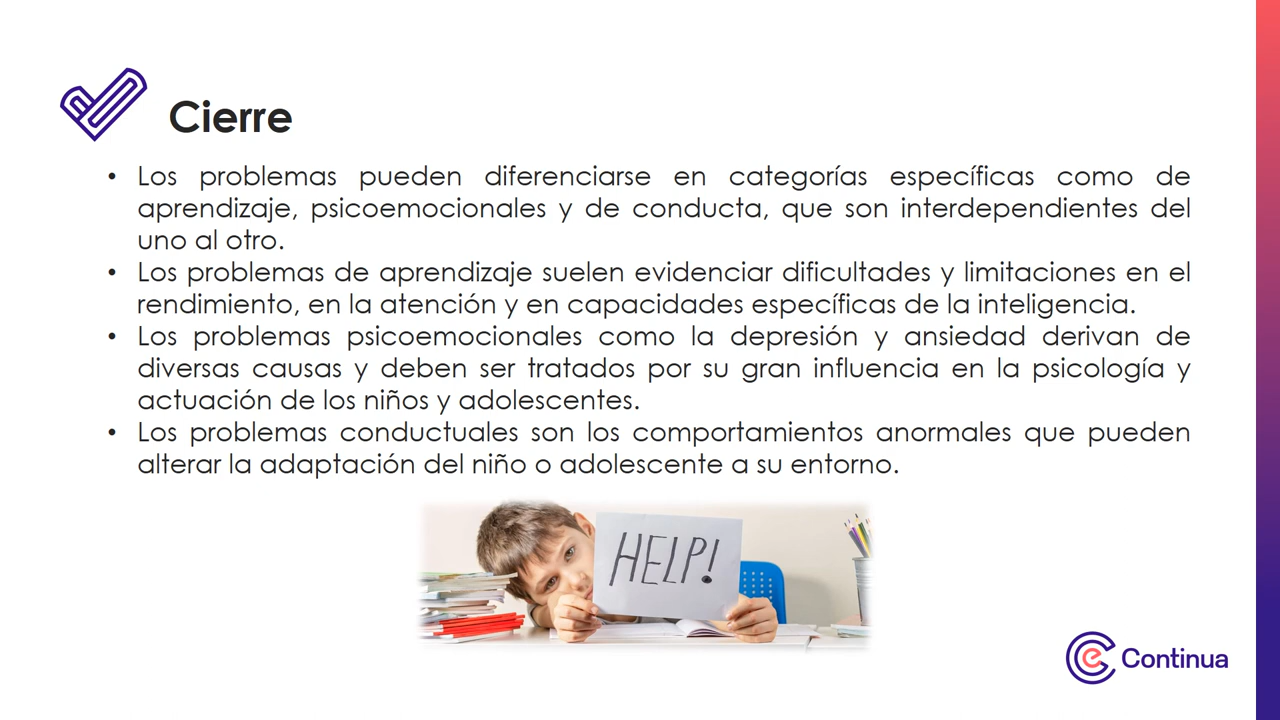 Cierre
• Los problemas pueden diferenciarse en categorías específicas como de
aprendizaje, psicoemocionales y de conducta, que son interdependientes del
uno al otro.
• Los problemas de aprendizaje suelen evidenciar dificultades y limitaciones en el
rendimiento, en la atención y en capacidades específicas de la inteligencia.
• Los problemas psicoemocionales como la depresión y ansiedad derivan de
diversas causas y deben ser tratados por su gran influencia en la psicología y
actuación de los niños y adolescentes.
• Los problemas conductuales son los comportamientos anormales que pueden
alterar la adaptación del niño o adolescente a su entorno.
HELP!
e Continua